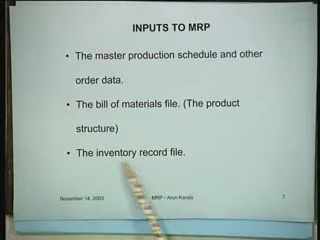 INPUTS TO MRP
• The master production schedule and other
order data.
• The bill of materials file. (The product
structure)
• The inventory record file.
November 14, 2003 MRP / Arun Kanda 7